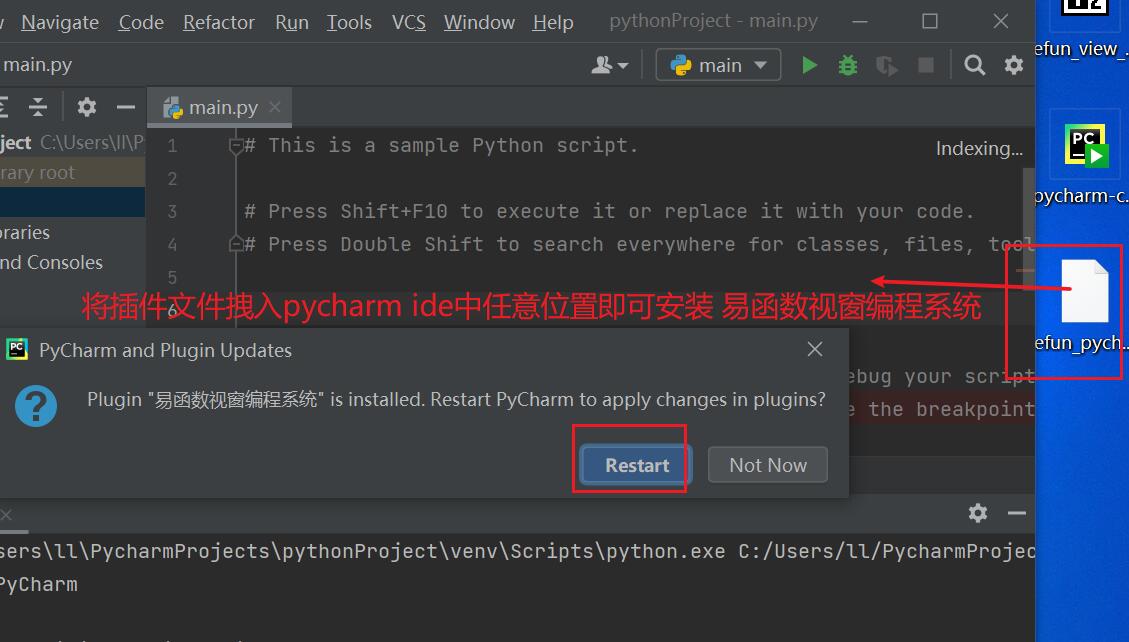 Navigate Code Refactor Run Tools VCS Window Help pythonProject - main.py
efun_view_...
main.py
main
main.py
ject C:\Users\ll\P
1 # This is a sample Python script.
Indexing...
rary root
2
pycharm-c...
3 # Press Shift+F10 to execute it or replace it with your code.
raries
4 # Press Double Shift to search everywhere for classes, files, tool
nd Consoles
5
将插件文件拽入pycharm ide中任意位置即可安装 易函数视窗编程系统
6
efun_pych...
PyCharm and Plugin Updates
ebug your script
Plugin "易函数视窗编程系统" is installed. Restart PyCharm to apply changes in plugins?
e the breakpoint
Restart
Not Now
sers\ll\PycharmProjects\pythonProject\venv\Scripts\python.exe C:/Users/ll/PycharmProjec
PyCharm